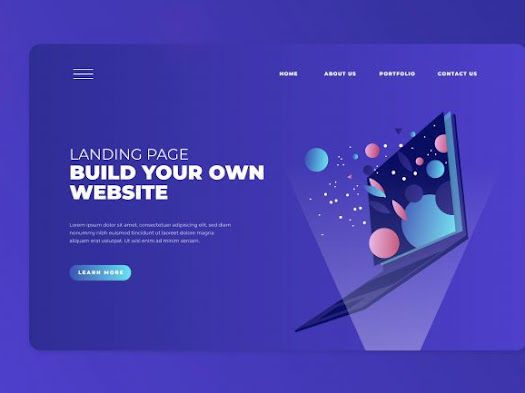 HOME ABOUT US PORTFOLIO CONTACT US
LANDING PAGE
BUILD YOUR OWN
WEBSITE
Lorem ipsum dolor sit amet, consectetuer adipiscing elit, sed diam
nonummy nibh euismod tincidunt ut laoreet dolore magna
aliquam erat volutpat. Ut wisi enim ad minim veniam.
LEARN MORE